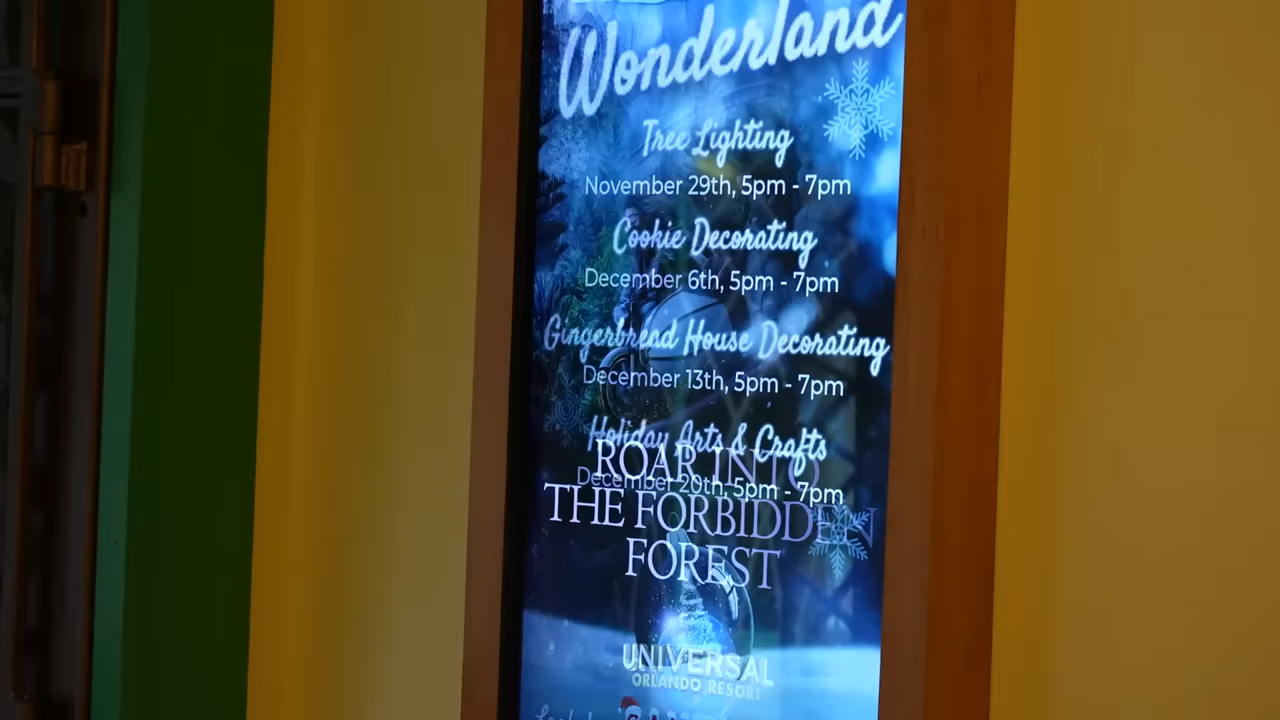 Wonderland
Tree Lighting
November 29th, 5pm - 7pm
Cookie Decorating
December 6th, 5pm - 7pm
Gingerbread House Decorating
December 13th, 5pm - 7pm
Holiday Arts & Crafts
ROAR INTO
December 20th, 5pm - 7pm
THE FORBIDDEN
FOREST
UNIVERSAL
ORLANDO RESORT